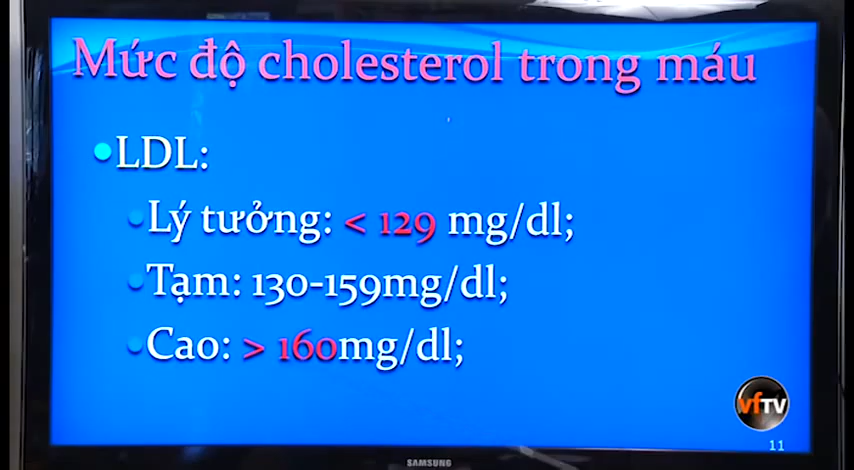 Mức độ cholesterol trong máu
LDL:
Lý tưởng: < 129 mg/dl;
Tạm: 130-159mg/dl;
Cao: > 160mg/dl;
vfTV
11
SAMSUNG